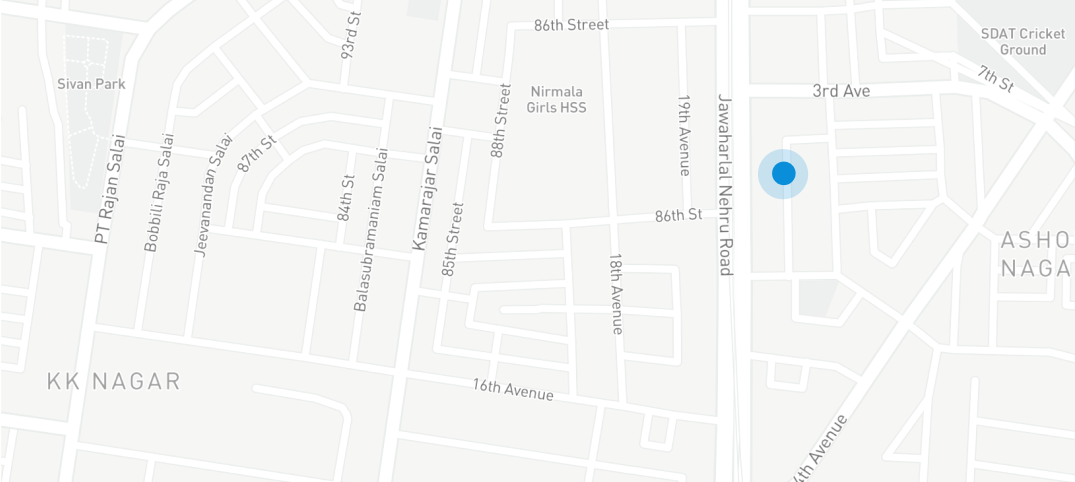 86th Street
93rd St
SDAT Cricket
Ground
7th St
Sivan Park
Nirmala
Girls HSS
3rd Ave
88th Street
19th Avenue
Jawaharlal Nehru Road
PT Rajan Salai
Bobbili Raja Salai
Jeevanandan Salai
87th St
84th St
Balasubramaniam Salai
Kamarajar Salai
85th Street
86th St
18th Avenue
ASHO
NAGA
KK NAGAR
16th Avenue
4th Avenue